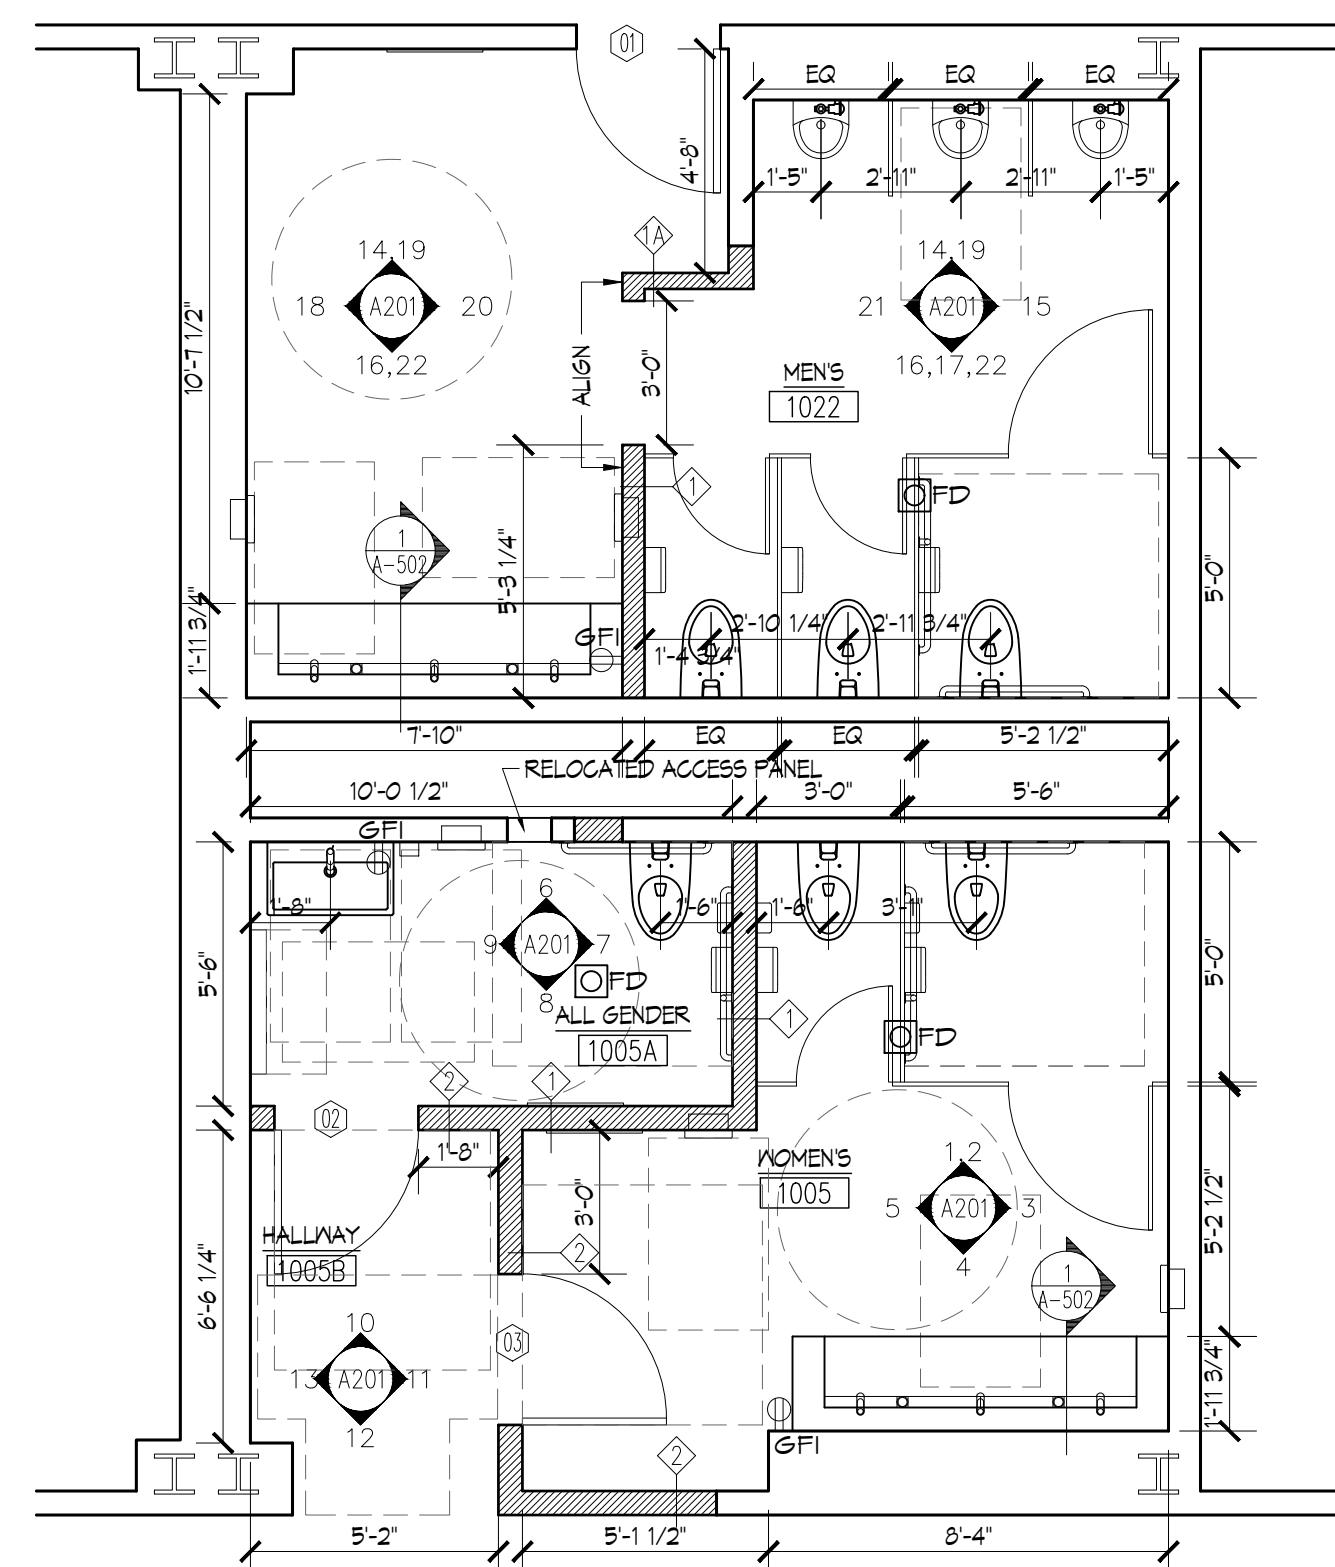 01
EQ
EQ
EQ
4'-8"
1'-5"
2'-11"
2'-11"
1'-5"
1A
14,19
18
A201
20
16,22
14,19
21
A201
15
16,17,22
10'-7 1/2"
ALIGN
3'-0"
MEN'S
1022
1
FD
1
A-502
5'-3 1/4"
5'-0"
1'-11 3/4"
GFI
2'-10 1/4"
2'-11 3/4"
1'-4 3/4"
7'-10"
EQ
EQ
5'-2 1/2"
RELOCATED ACCESS PANEL
10'-0 1/2"
3'-0"
5'-6"
GFI
6
1'-8"
1'-6"
1'-6"
3'-1"
9
A201
7
5'-6"
5'-0"
FD
8
ALL GENDER
1005A
1
FD
2
1
02
1'-8"
WOMEN'S
1005
1,2
3'-0"
5
A201
3
5'-2 1/2"
HALLWAY
1005B
2
4
1
A-502
6'-6 1/4"
10
03
13
A201
11
12
1'-11 3/4"
GFI
2
5'-2"
5'-1 1/2"
8'-4"